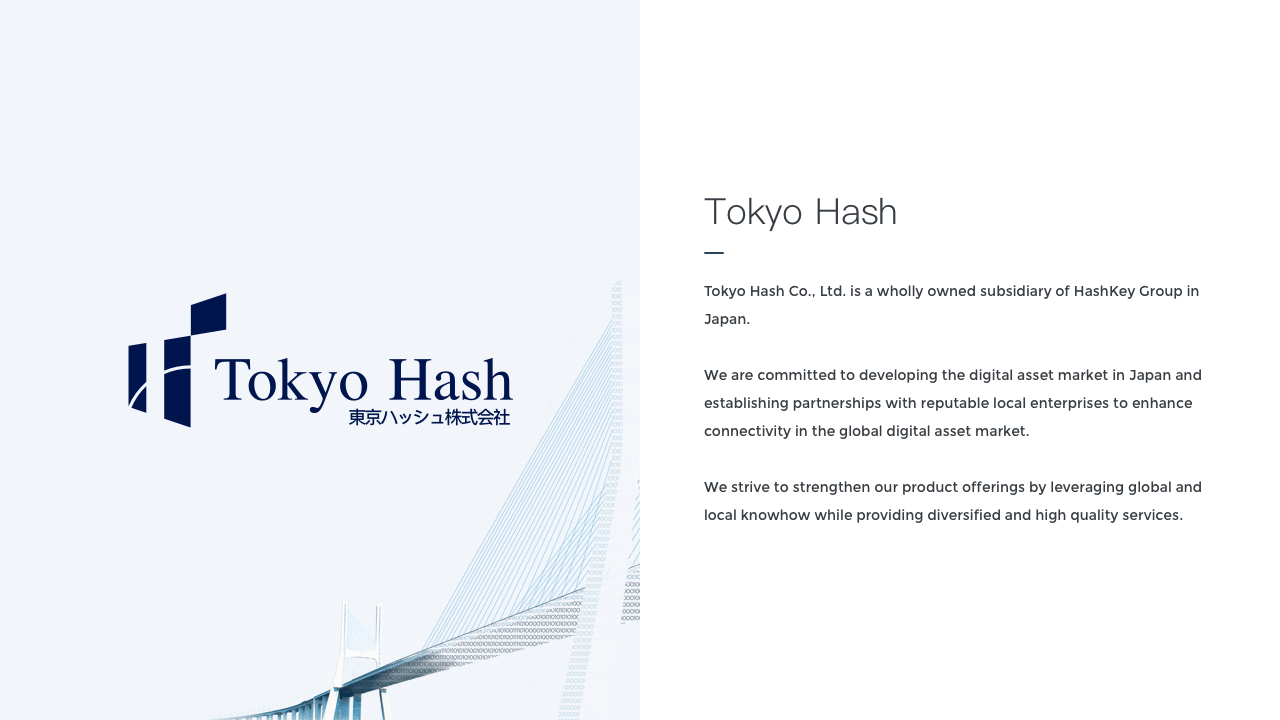 Tokyo Hash
東京ハッシュ株式会社
Tokyo Hash
Tokyo Hash Co., Ltd. is a wholly owned subsidiary of HashKey Group in
Japan.
We are committed to developing the digital asset market in Japan and
establishing partnerships with reputable local enterprises to enhance
connectivity in the global digital asset market.
We strive to strengthen our product offerings by leveraging global and
local knowhow while providing diversified and high quality services.